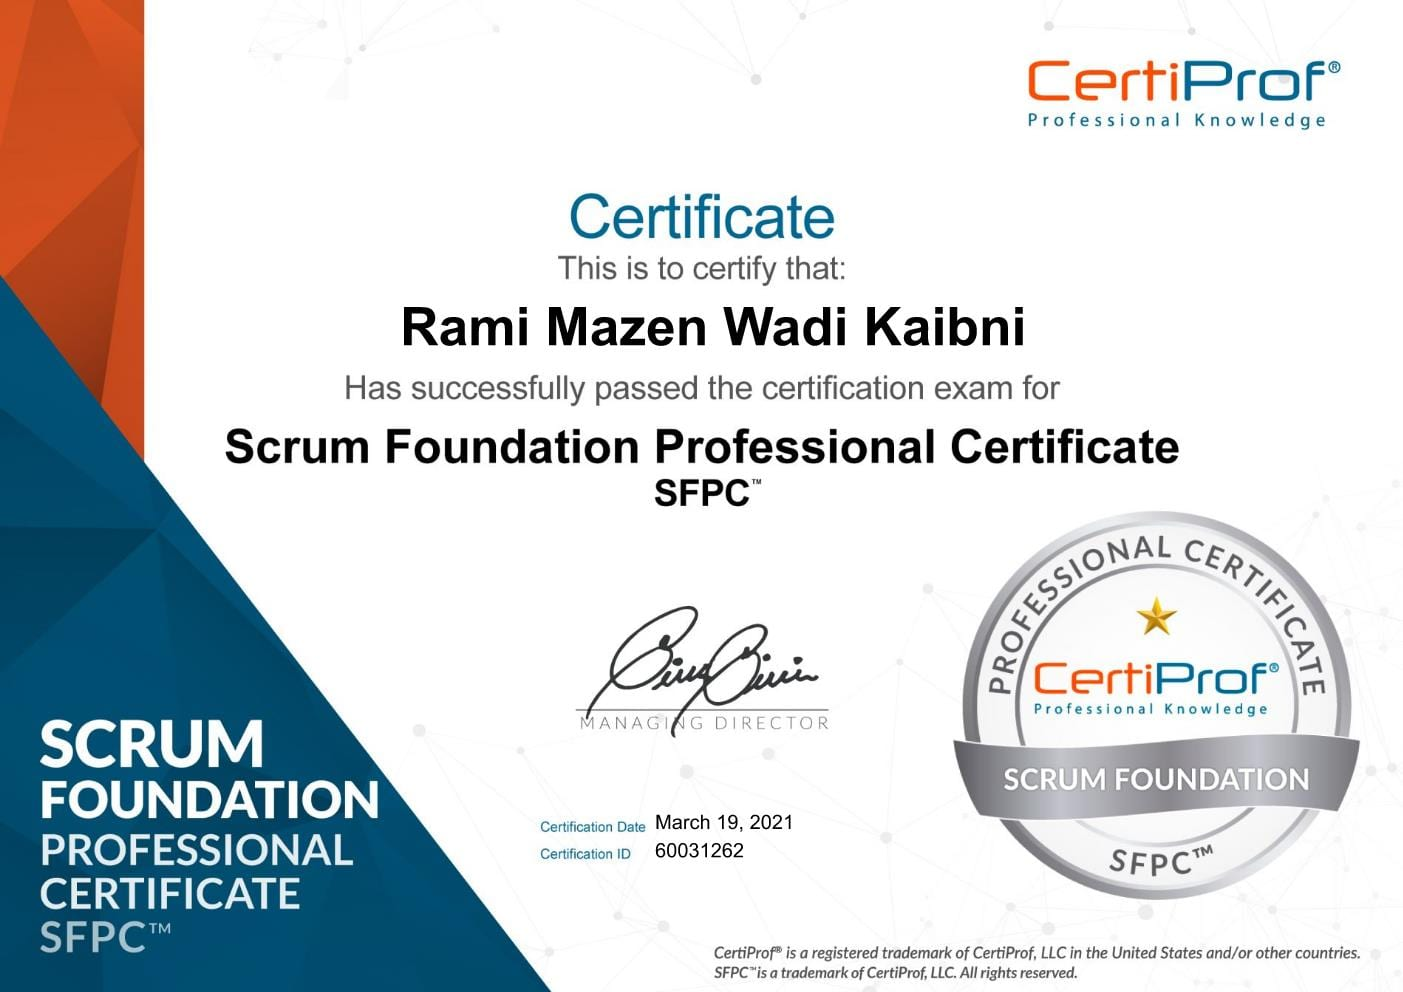 CertiProf®
Professional Knowledge
Certificate
This is to certify that:
Rami Mazen Wadi Kaibni
Has successfully passed the certification exam for
Scrum Foundation Professional Certificate
SFPC™
MANAGING DIRECTOR
Certification Date March 19, 2021
Certification ID 60031262
SCRUM
FOUNDATION
PROFESSIONAL
CERTIFICATE
SFPC™
PROFESSIONAL CERTIFICATE
CertiProf®
Professional Knowledge
SCRUM FOUNDATION
SFPC™
CertiProf® is a registered trademark of CertiProf, LLC in the United States and/or other countries.
SFPC™ is a trademark of CertiProf, LLC. All rights reserved.